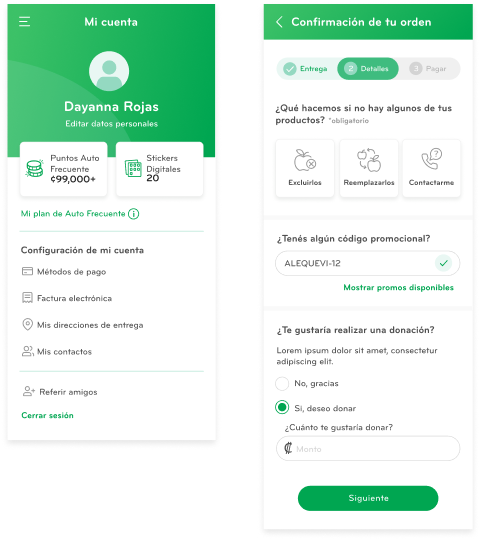 Mi cuenta
Dayanna Rojas
Editar datos personales
Puntos Auto
Frecuente
¢99,000+
Stickers
Digitales
20
Mi plan de Auto Frecuente
Configuración de mi cuenta
Métodos de pago
Factura electrónica
Mis direcciones de entrega
Mis contactos
Referir amigos
Cerrar sesión
Confirmación de tu orden
Entrega
2 Detalles
3 Pagar
¿Qué hacemos si no hay algunos de tus
productos? *obligatorio
Excluirlos
Reemplazarlos
Contactarme
¿Tenés algún código promocional?
ALEQUEVI-12
Mostrar promos disponibles
¿Te gustaría realizar una donación?
Lorem ipsum dolor sit amet, consectetur
adipiscing elit.
No, gracias
Si, deseo donar
¿Cuánto te gustaría donar?
₡ Monto
Siguiente